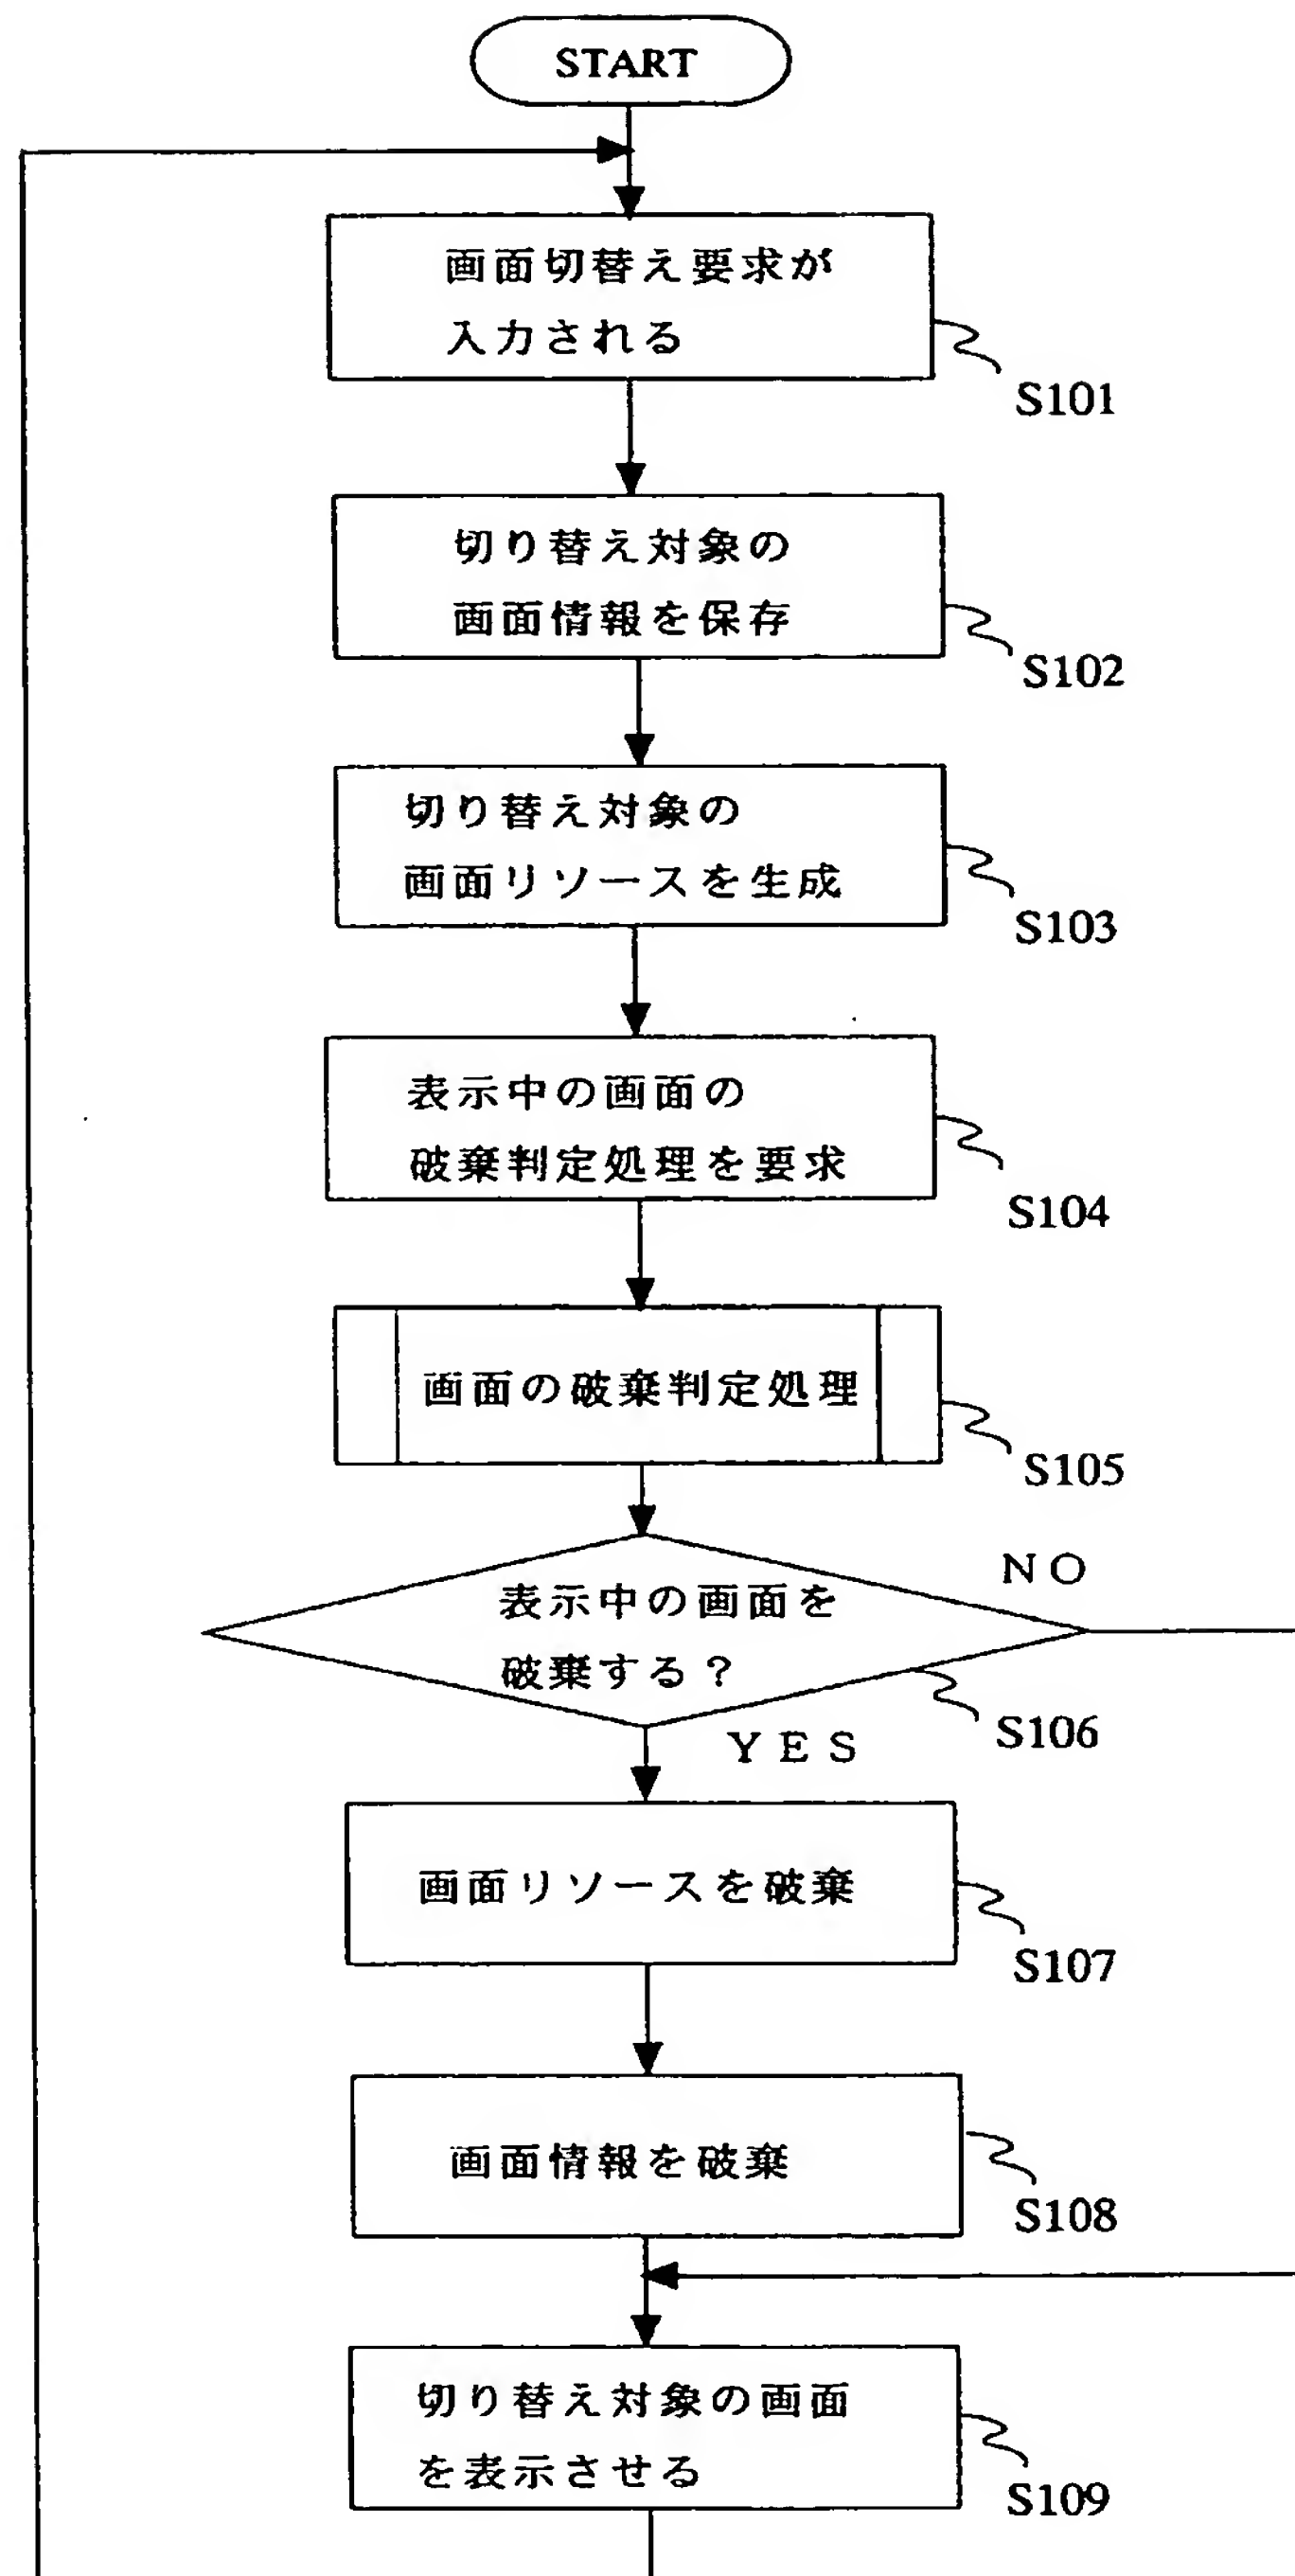 START
画面切替え要求が
入力される
S101
切り替え対象の
画面情報を保存
S102
切り替え対象の
画面リソースを生成
S103
表示中の画面の
破棄判定処理を要求
S104
画面の破棄判定処理
S105
NO
表示中の画面を
破棄する？
S106
YES
画面リソースを破棄
S107
画面情報を破棄
S108
切り替え対象の画面
を表示させる
S109